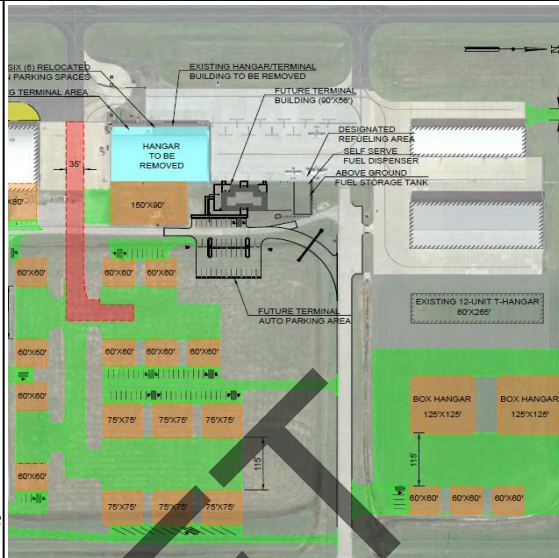 SIX (6) RELOCATED
N PARKING SPACES
G TERMINAL AREA
EXISTING HANGAR/TERMINAL
BUILDING TO BE REMOVED
FUTURE TERMINAL
BUILDING (90'X56')
HANGAR
TO BE
REMOVED
DESIGNATED
REFUELING AREA
SELF SERVE
FUEL DISPENSER
ABOVE GROUND
FUEL STORAGE TANK
35'
X80'
150'X90'
60'X60'
60'X60'
60'X60'
EXISTING 12-UNIT T-HANGAR
60'X265'
FUTURE TERMINAL
AUTO PARKING AREA
60'X60'
60'X60'
60'X60'
60'X60'
60'X60'
75'X75'
75'X75'
75'X75'
BOX HANGAR
125'X125'
BOX HANGAR
125'X125'
115'
115'
60'X60'
75'X75'
75'X75'
75'X75'
60'X60'
60'X60'
60'X60'